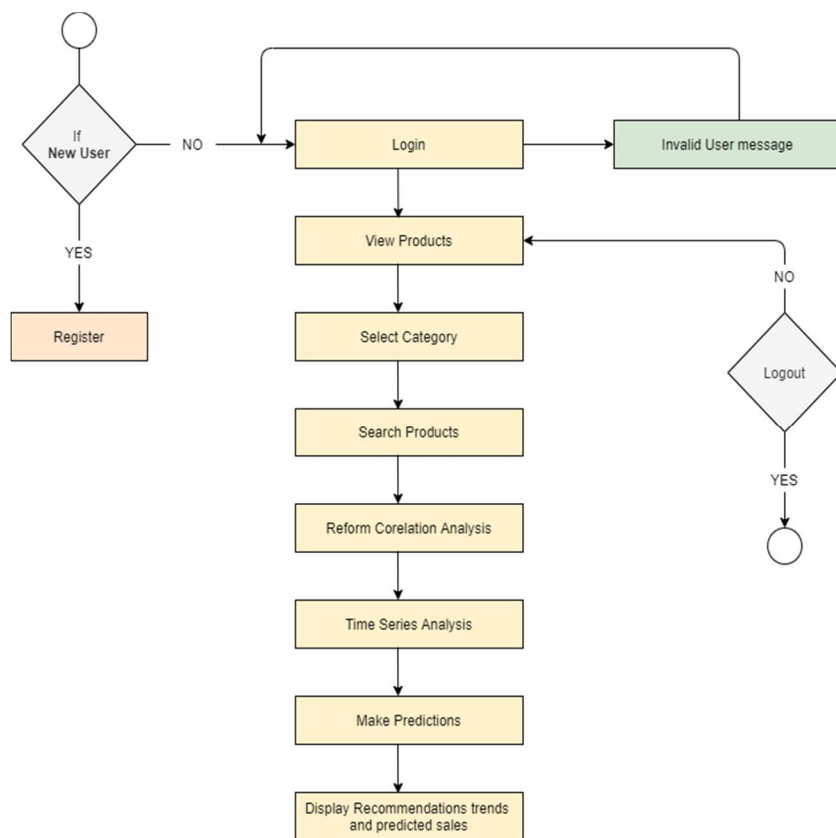 If
New User
NO
Login
Invalid User message
YES
View Products
NO
Register
Select Category
Logout
Search Products
YES
Reform Corelation Analysis
Time Series Analysis
Make Predictions
Display Recommendations trends
and predicted sales